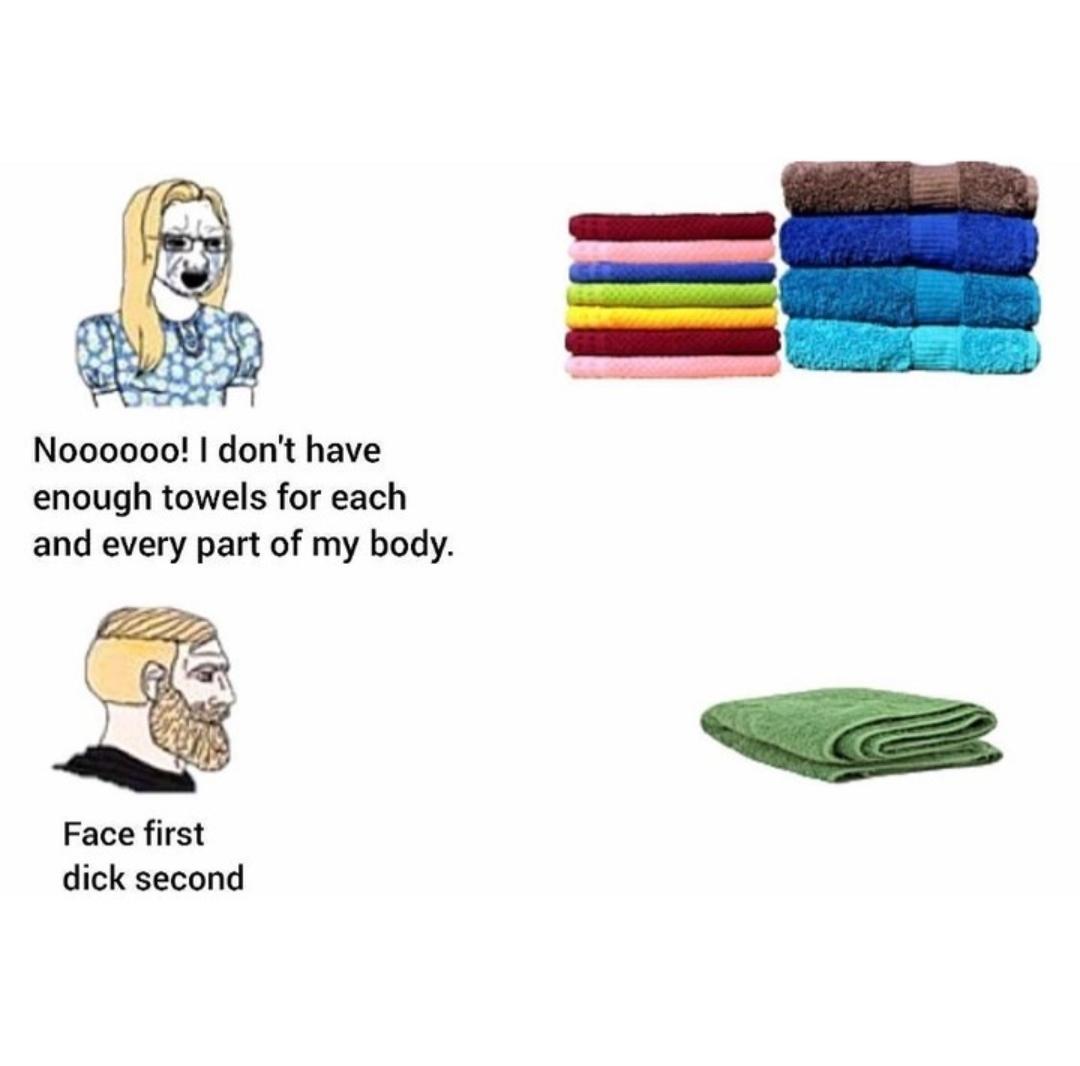 Noooooo! I don't have
enough towels for each
and every part of my body.
Face first
dick second